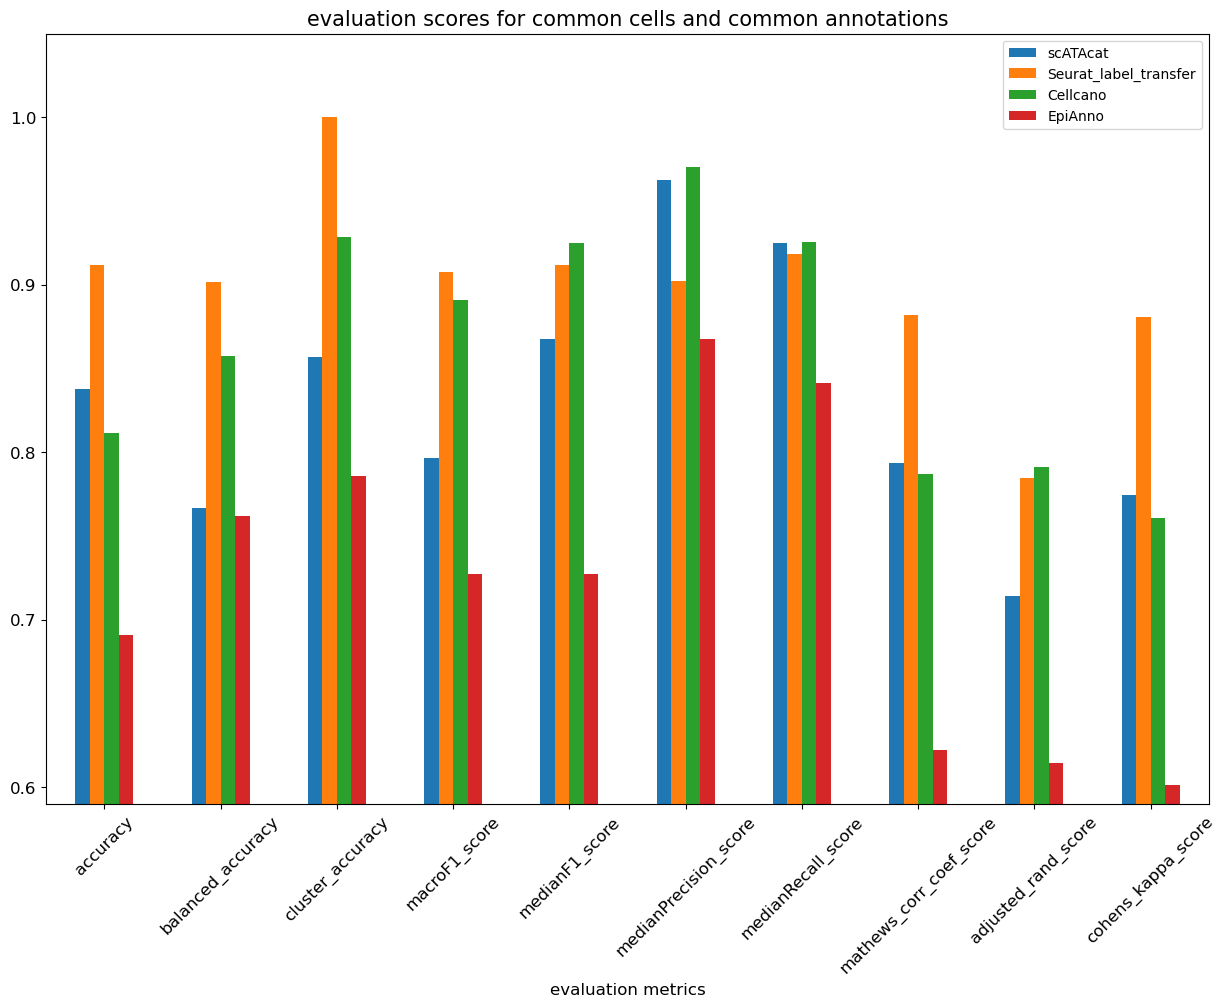 evaluation scores for common cells and common annotations
scATAcat
Seurat_label_transfer
Cellcano
EpiAnno
1.0
0.9
0.8
0.7
0.6
accuracy
balanced_accuracy
cluster_accuracy
macroF1_score
medianF1_score
medianPrecision_score
medianRecall_score
mathews_corr_coef_score
adjusted_rand_score
cohens_kappa_score
evaluation metrics